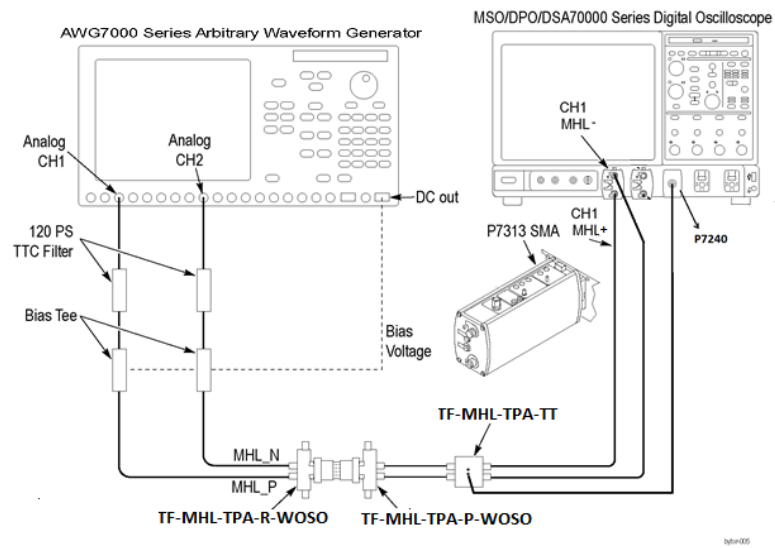 MSO/DPO/DSA70000 Series Digital Oscilloscope
AWG7000 Series Arbitrary Waveform Generator
Analog
CH1
Analog
CH2
DC out
CH1
MHL-
CH1
MHL+
P7240
P7313 SMA
120 PS
TTC Filter
Bias Tee
Bias
Voltage
TF-MHL-TPA-TT
MHL_N
MHL_P
TF-MHL-TPA-R-WOSO
TF-MHL-TPA-P-WOSO
bytor-005